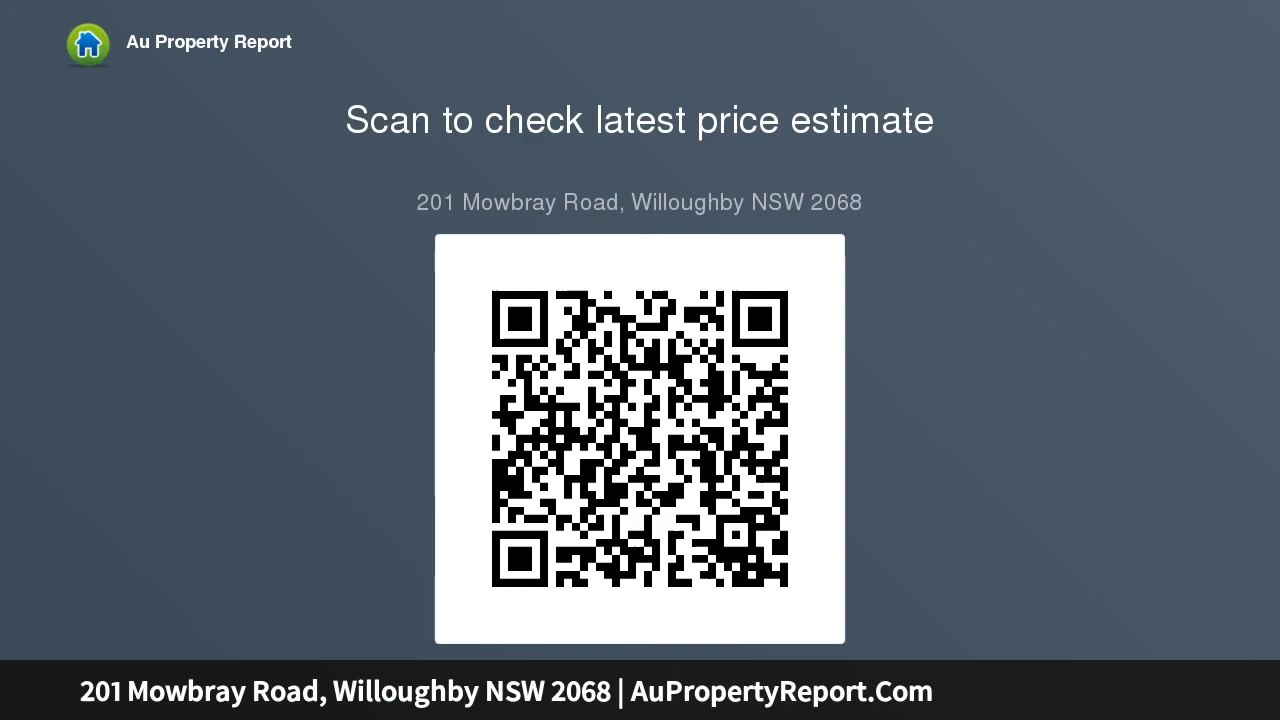 Au Property Report
Scan to check latest price estimate
201 Mowbray Road, Willoughby NSW 2068
201 Mowbray Road, Willoughby NSW 2068 | AuPropertyReport.Com